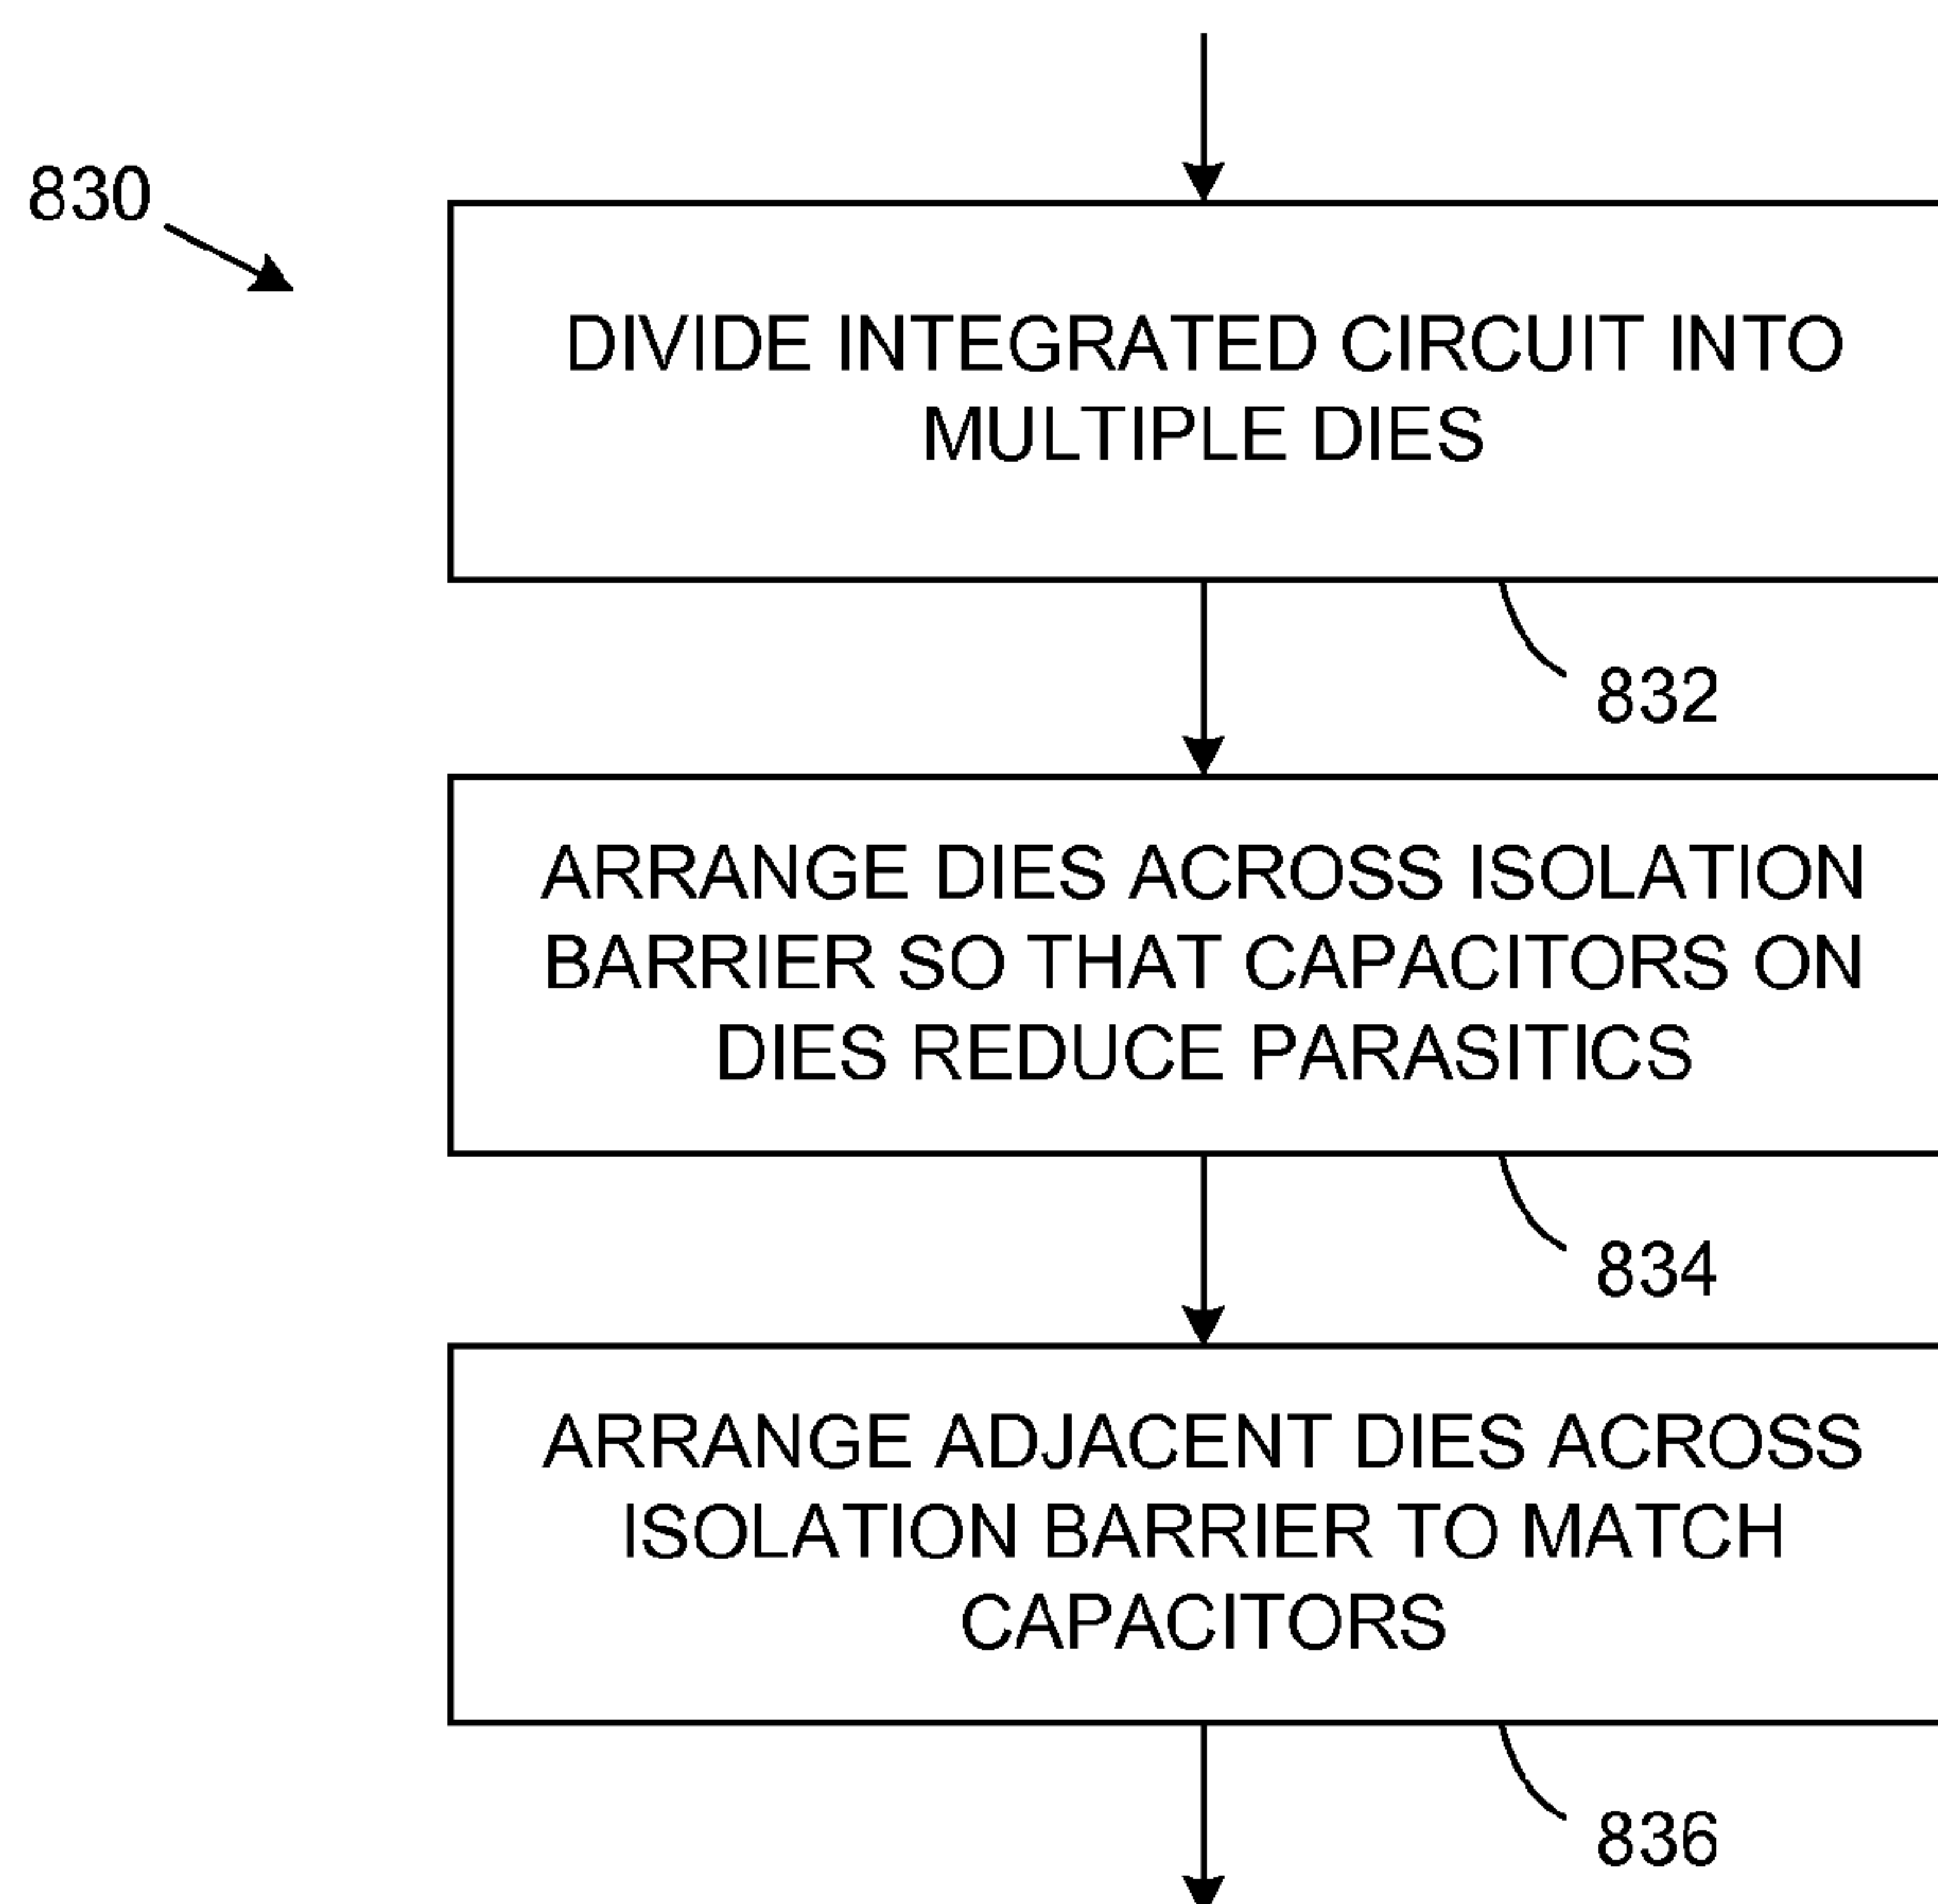 830
DIVIDE INTEGRATED CIRCUIT INTO
MULTIPLE DIES
832
ARRANGE DIES ACROSS ISOLATION
BARRIER SO THAT CAPACITORS ON
DIES REDUCE PARASITICS
834
ARRANGE ADJACENT DIES ACROSS
ISOLATION BARRIER TO MATCH
CAPACITORS
836